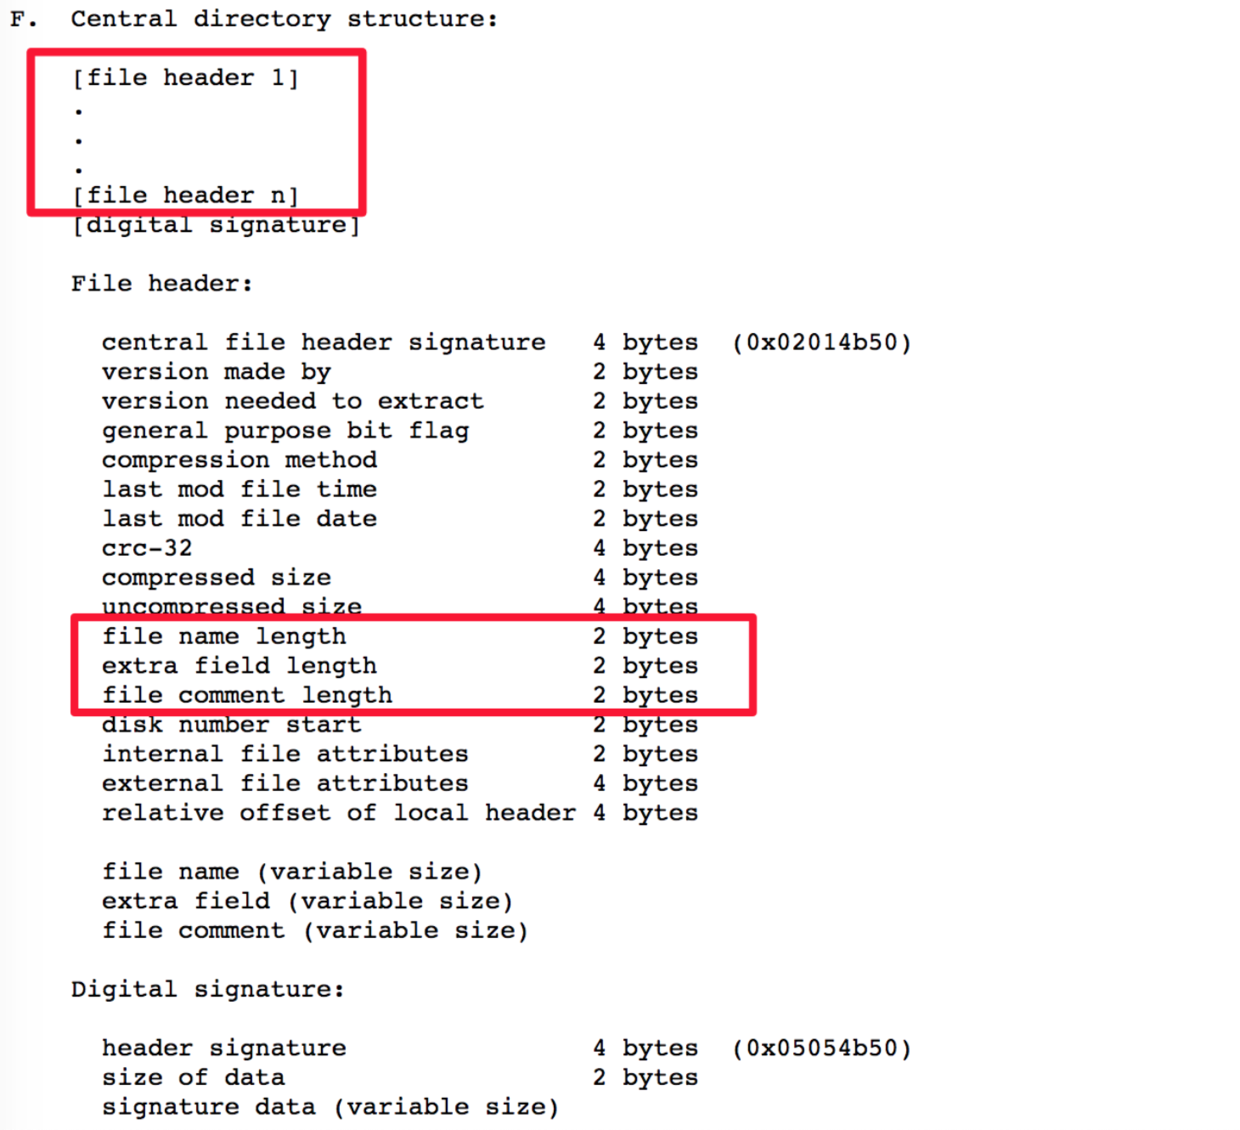 F. Central directory structure:
[file header 1]
.
.
.
[file header n]
[digital signature]
File header:
central file header signature 4 bytes (0x02014b50)
version made by 2 bytes
version needed to extract 2 bytes
general purpose bit flag 2 bytes
compression method 2 bytes
last mod file time 2 bytes
last mod file date 2 bytes
crc-32 4 bytes
compressed size 4 bytes
uncompressed size 4 bytes
file name length 2 bytes
extra field length 2 bytes
file comment length 2 bytes
disk number start 2 bytes
internal file attributes 2 bytes
external file attributes 4 bytes
relative offset of local header 4 bytes
file name (variable size)
extra field (variable size)
file comment (variable size)
Digital signature:
header signature 4 bytes (0x05054b50)
size of data 2 bytes
signature data (variable size)